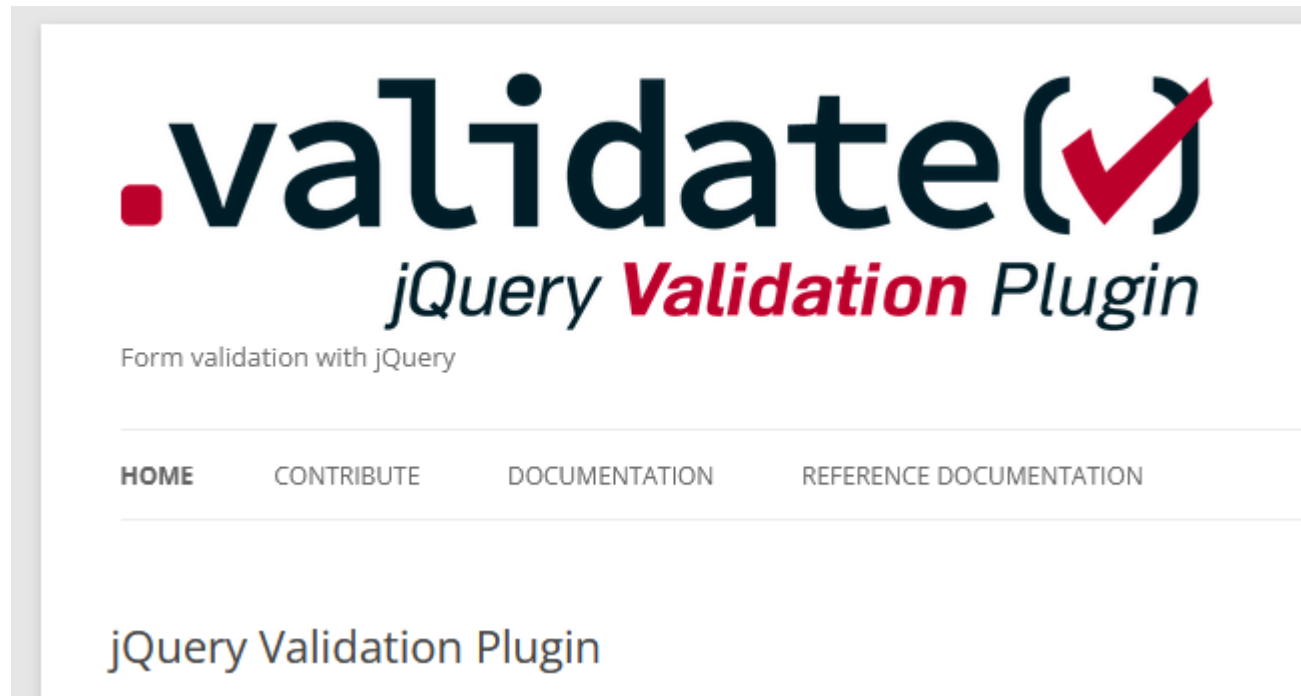 .validate(✓)
jQuery Validation Plugin
Form validation with jQuery
HOME CONTRIBUTE DOCUMENTATION REFERENCE DOCUMENTATION
jQuery Validation Plugin